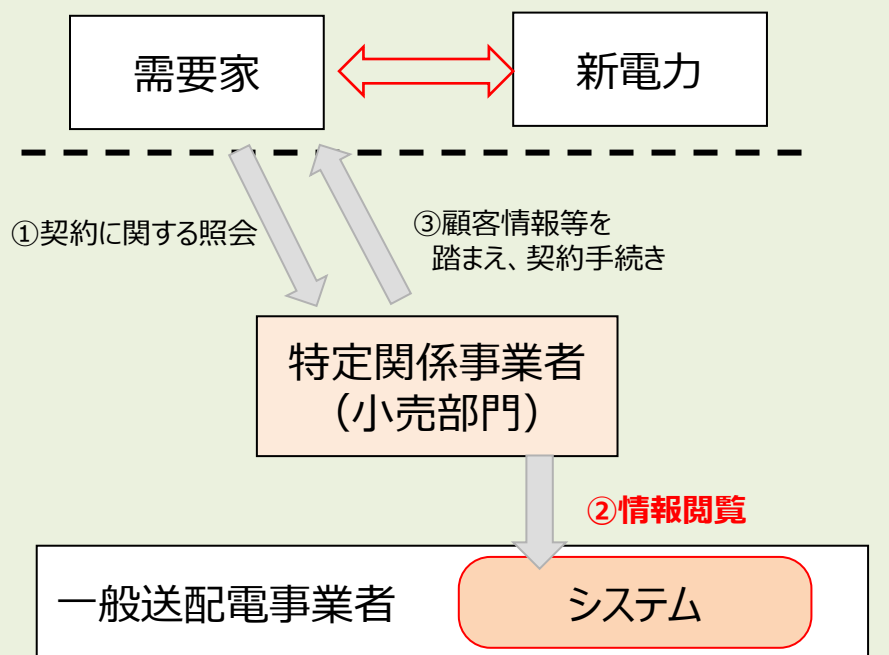 需要家
新電力
①契約に関する照会
③顧客情報等を
踏まえ、契約手続き
特定関係事業者
（小売部門）
②情報閲覧
一般送配電事業者
システム